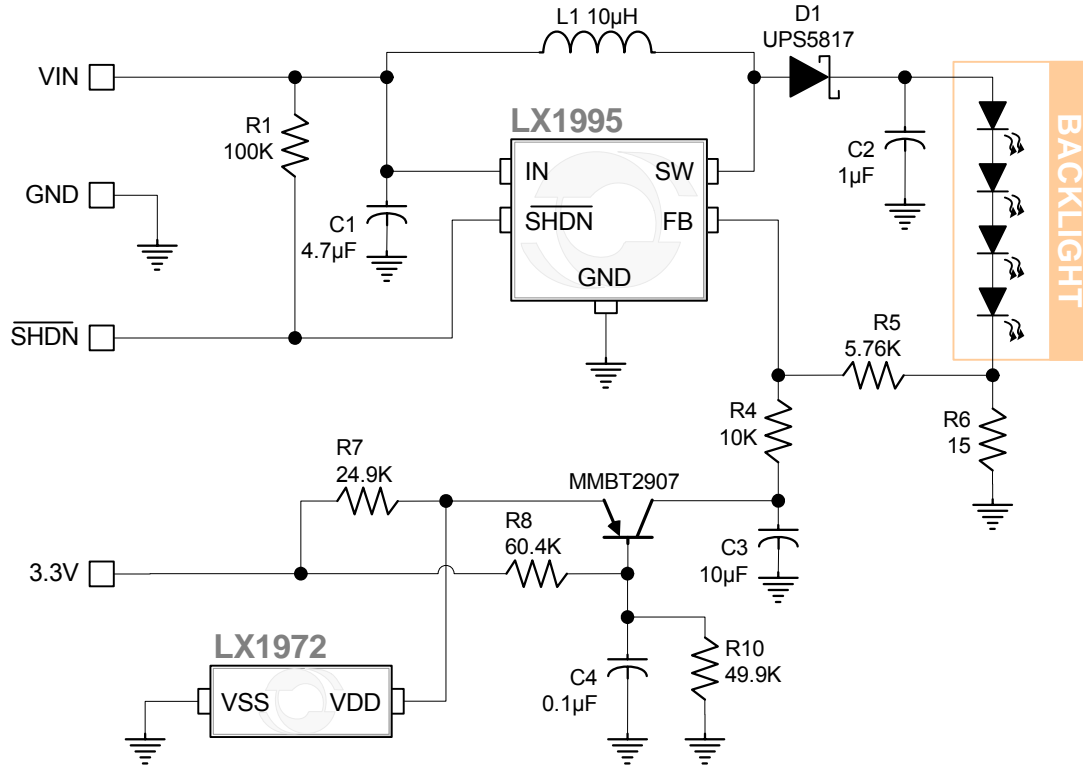 L1 10µH
D1
UPS5817
VIN
R1
100K
LX1995
IN
SW
SHDN
FB
GND
C1
4.7µF
C2
1µF
BACKLIGHT
GND
SHDN
R5
5.76K
R4
10K
R6
15
R7
24.9K
MMBT2907
R8
60.4K
C3
10µF
3.3V
LX1972
VSS
VDD
C4
0.1µF
R10
49.9K